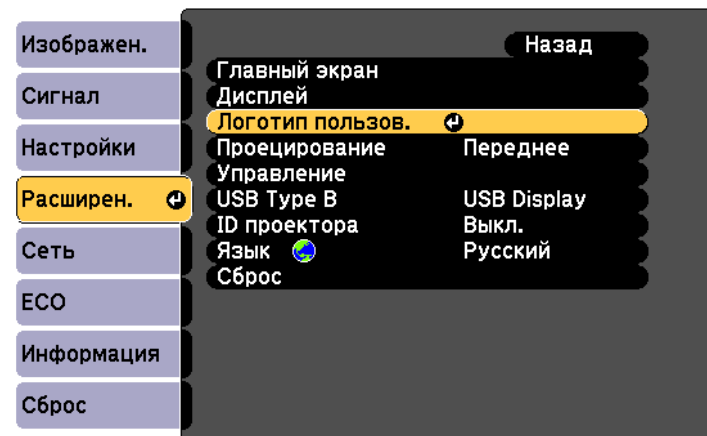 Изображен.
Сигнал
Настройки
Расширен.
Сеть
ECO
Информация
Сброс
Назад
Главный экран
Дисплей
Логотип пользов.
Проецирование Переднее
Управление
USB Type B USB Display
ID проектора Выкл.
Язык Русский
Сброс